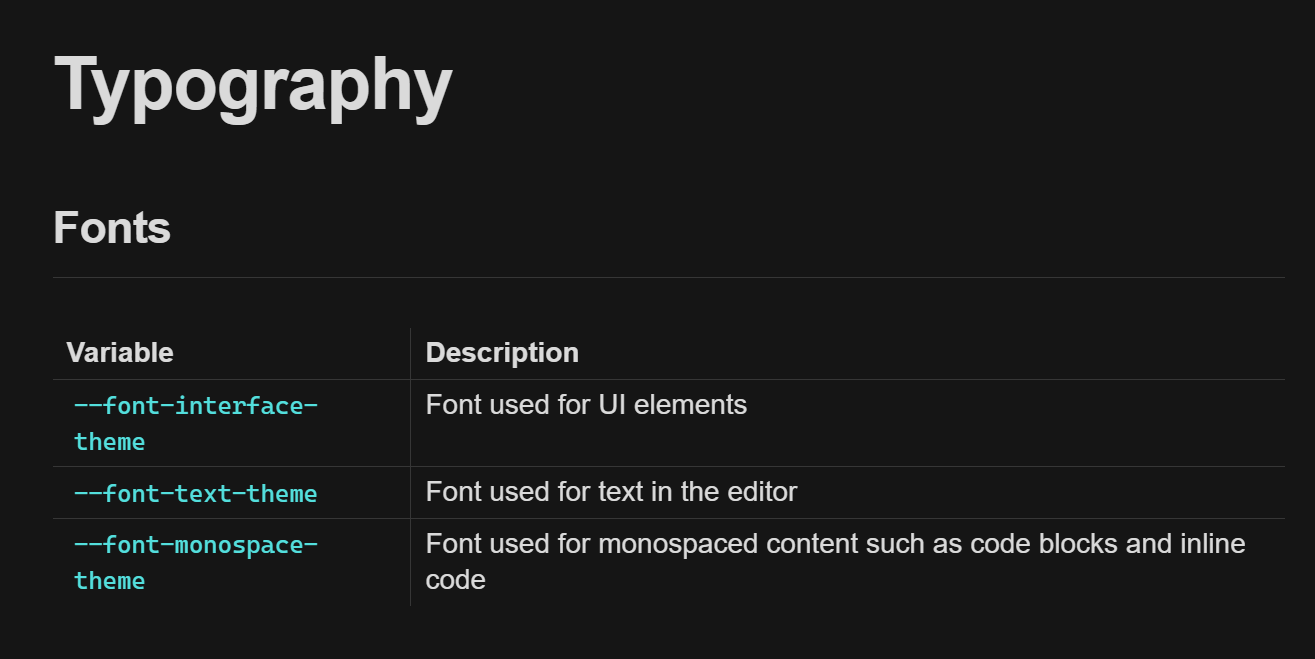 Typography
Fonts
Variable Description
--font-interface- Font used for UI elements
theme
--font-text-theme Font used for text in the editor
--font-monospace- Font used for monospaced content such as code blocks and inline
theme code